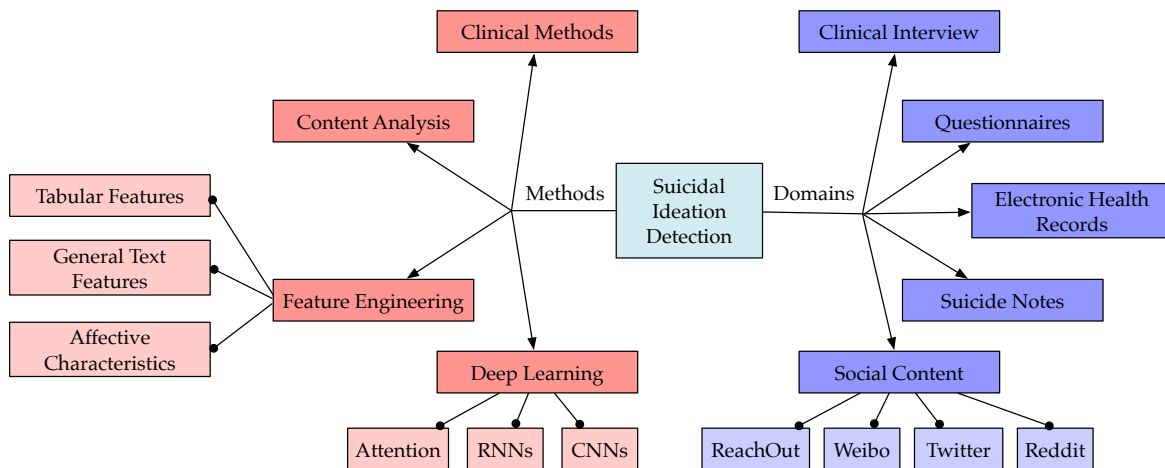 Clinical Methods
Clinical Interview
Content Analysis
Questionnaires
Tabular Features
Methods
Suicidal
Ideation
Detection
Domains
Electronic Health
Records
General Text
Features
Feature Engineering
Suicide Notes
Affective
Characteristics
Deep Learning
Social Content
Attention
RNNs
CNNs
ReachOut
Weibo
Twitter
Reddit